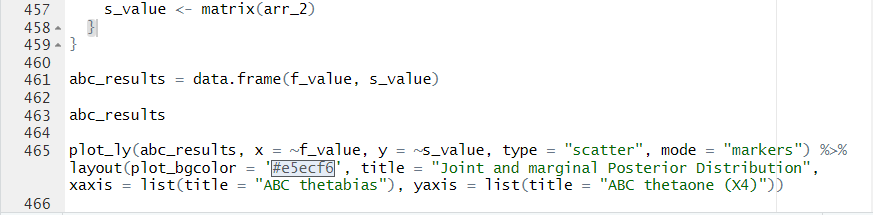 457 s_value <- matrix(arr_2)
458 }
459 }
460
461 abc_results = data.frame(f_value, s_value)
462
463 abc_results
464
465 plot_ly(abc_results, x = ~f_value, y = ~s_value, type = "scatter", mode = "markers") %>%
layout(plot_bgcolor = '#e5ecf6', title = "Joint and marginal Posterior Distribution",
xaxis = list(title = "ABC thetabias"), yaxis = list(title = "ABC thetaone (X4)"))
466